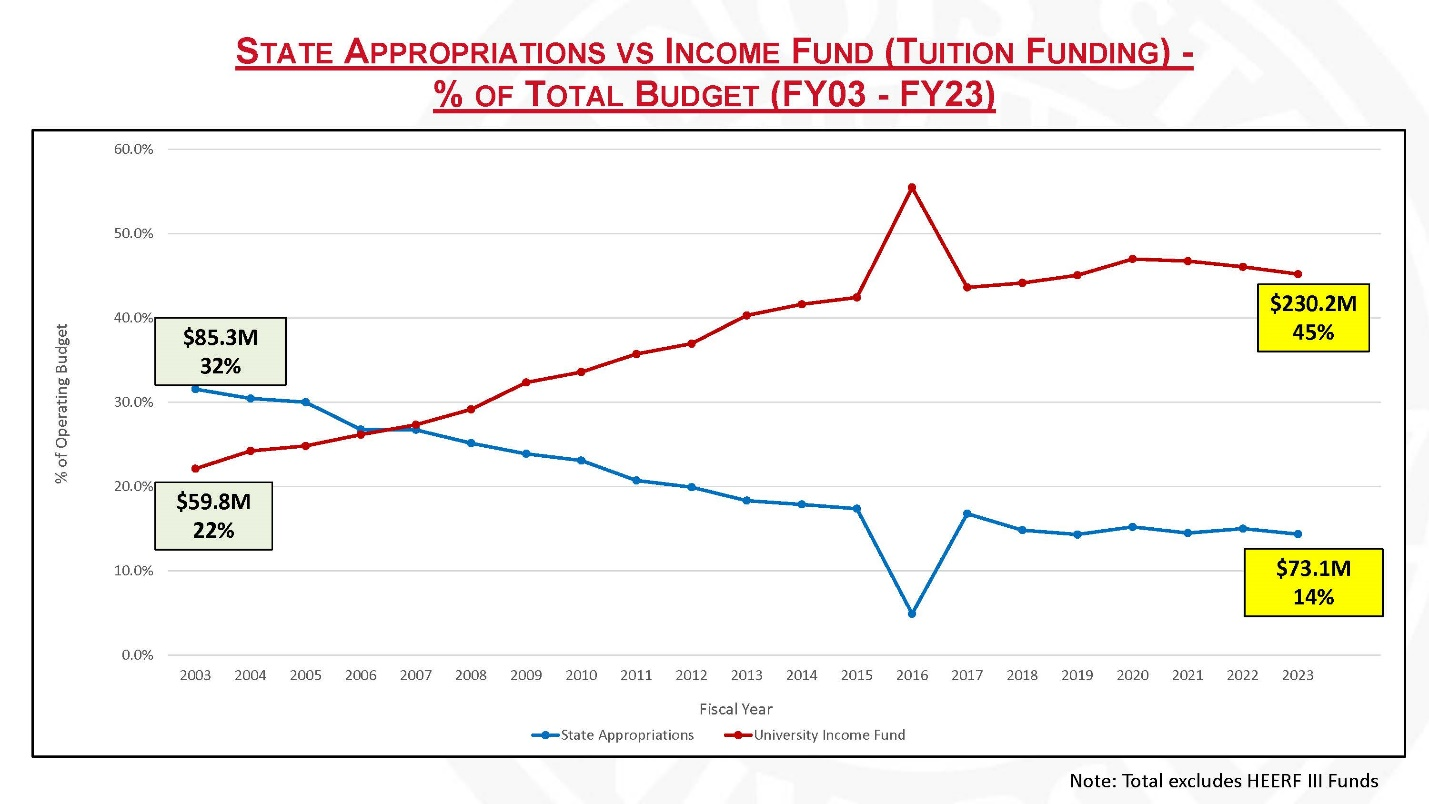 STATE APPROPRIATIONS VS INCOME FUND (TUITION FUNDING) -
% OF TOTAL BUDGET (FY03 - FY23)
60.0%
50.0%
40.0%
30.0%
20.0%
10.0%
0.0%
% of Operating Budget
$85.3M
32%
$59.8M
22%
$230.2M
45%
$73.1M
14%
2003 2004 2005 2006 2007 2008 2009 2010 2011 2012 2013 2014 2015 2016 2017 2018 2019 2020 2021 2022 2023
Fiscal Year
State Appropriations University Income Fund
Note: Total excludes HEERF III Funds